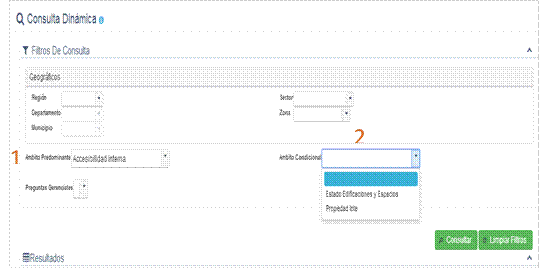 Consulta Dinámica
Filtros De Consulta
Geográficos
Región
Sector
Departamento
Zona
Municipio
2
1 Ambito Predominante Accesibilidad Interna
Ambito Condicional
Estado Edificaciones y Espacios
Propiedad lote
Preguntas Gerenciales
Consultar
Limpiar Filtros
Resultados